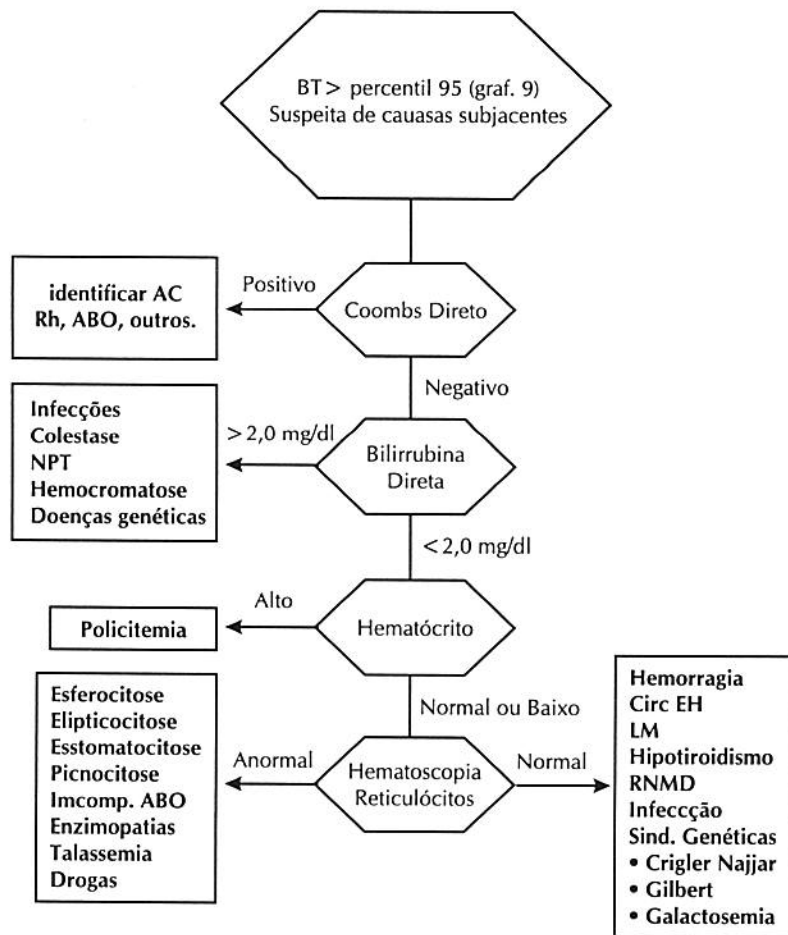 BT > percentil 95 (graf. 9)
Suspeita de cauasas subjacentes
Positivo
identificar AC
Rh, ABO, outros.
Coombs Direto
Negativo
Infecções
Colestase
NPT
Hemocromatose
Doenças genéticas
>2,0 mg/dl
Bilirrubina
Direta
<2,0 mg/dl
Alto
Policitemia
Hematócrito
Normal ou Baixo
Esferocitose
Elipticocitose
Esstomatocitose
Picnocitose
Imcomp. ABO
Enzimopatias
Talassemia
Drogas
Anormal
Hematoscopia
Reticulócitos
Normal
Hemorragia
Circ EH
LM
Hipotiroidismo
RNMD
Infeccção
Sind. Genéticas
• Crigler Najjar
• Gilbert
• Galactosemia